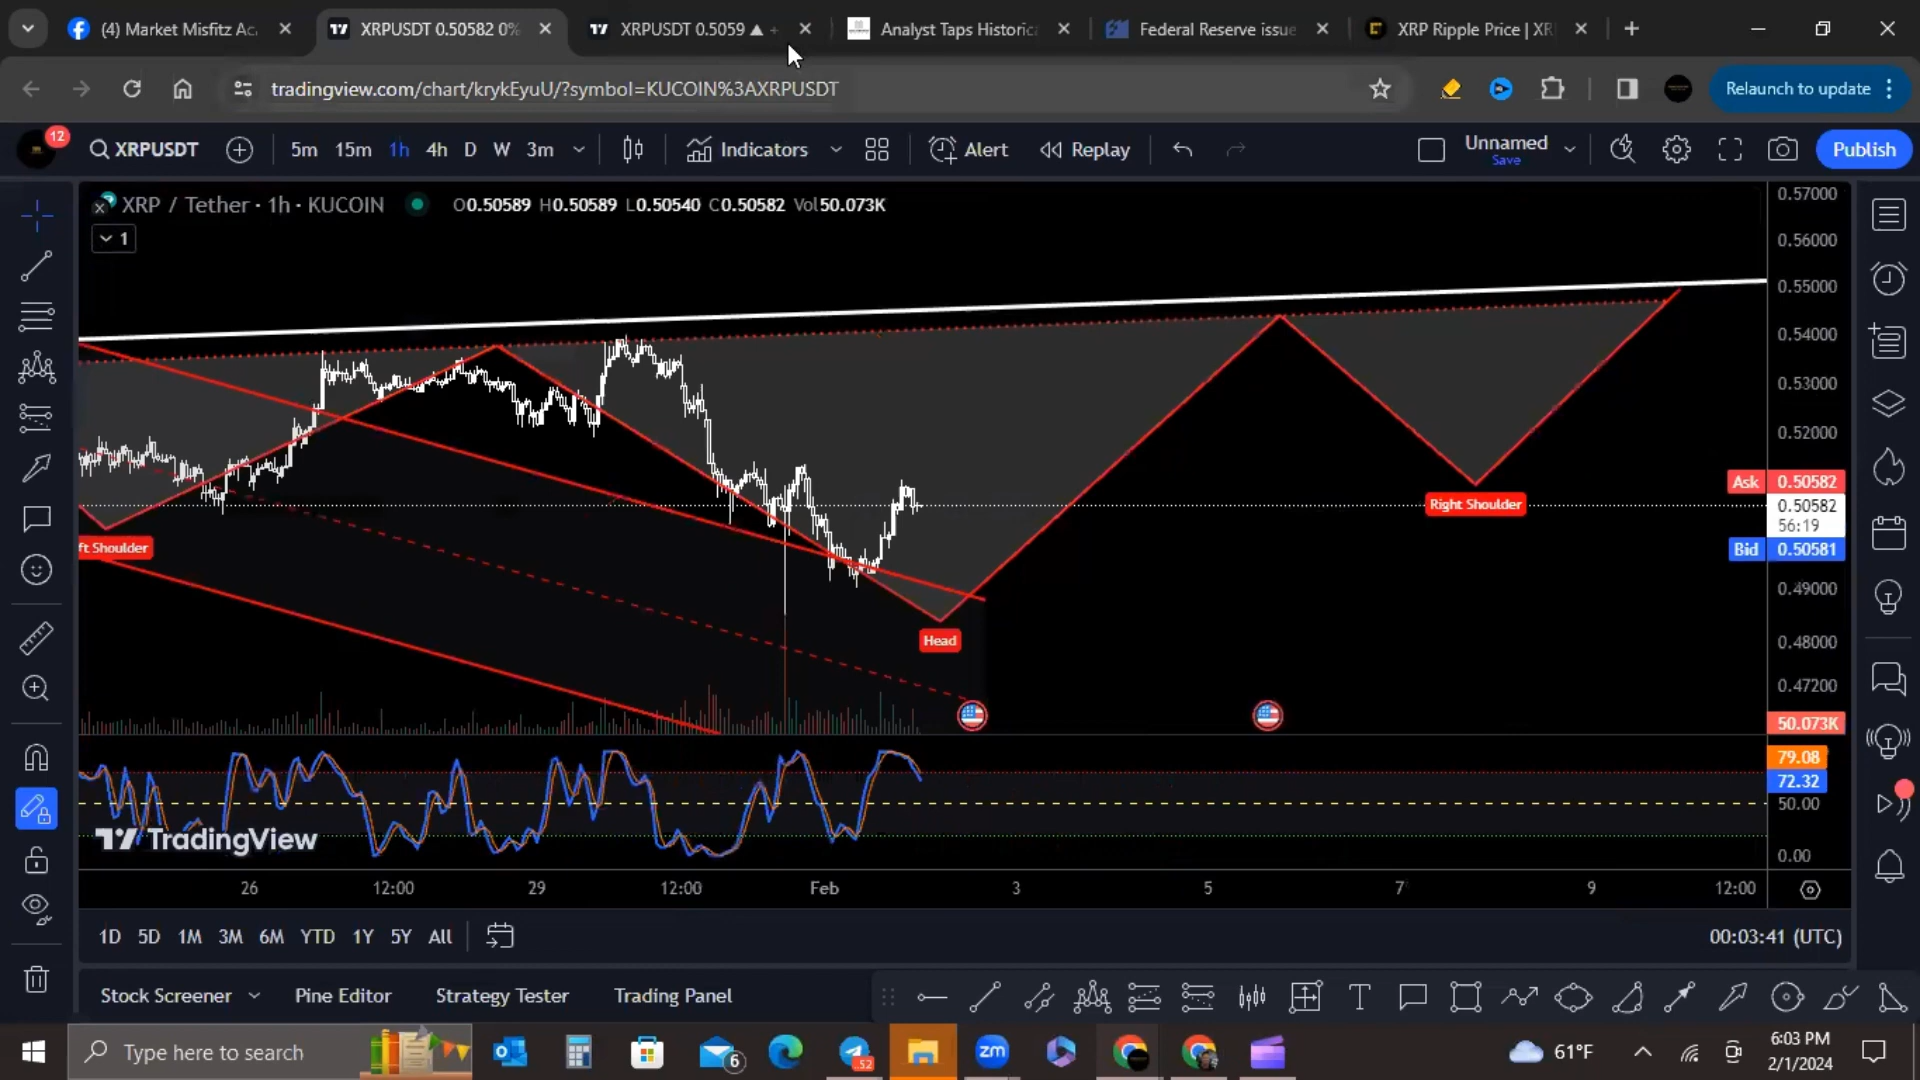 (4) Market Misfitz Ac
XRPUSDT 0.50582 0%
XRPUSDT 0.5059 ▲ +
Analyst Taps Historic
Federal Reserve issue
XRP Ripple Price | XR
tradingview.com/chart/krykEyuU/?symbol=KUCOIN%3AXRPUSDT
Relaunch to update
12
XRPUSDT
5m 15m 1h 4h D W 3m
Indicators
Alert
Replay
Unnamed
Save
Publish
XRP / Tether · 1h · KUCOIN O0.50589 H0.50589 L0.50540 C0.50582 Vol50.073K
1
0.57000
0.56000
0.55000
0.54000
0.53000
0.52000
Ask 0.50582
0.50582
56:19
Bid 0.50581
0.49000
0.48000
0.47200
50.073K
79.08
72.32
50.00
0.00
ft Shoulder
Head
Right Shoulder
TradingView
26 12:00 29 12:00 Feb 3 5 7 9 12:00
1D 5D 1M 3M 6M YTD 1Y 5Y All
00:03:41 (UTC)
Stock Screener Pine Editor Strategy Tester Trading Panel
Type here to search
6
52
zm
61°F
6:03 PM
2/1/2024